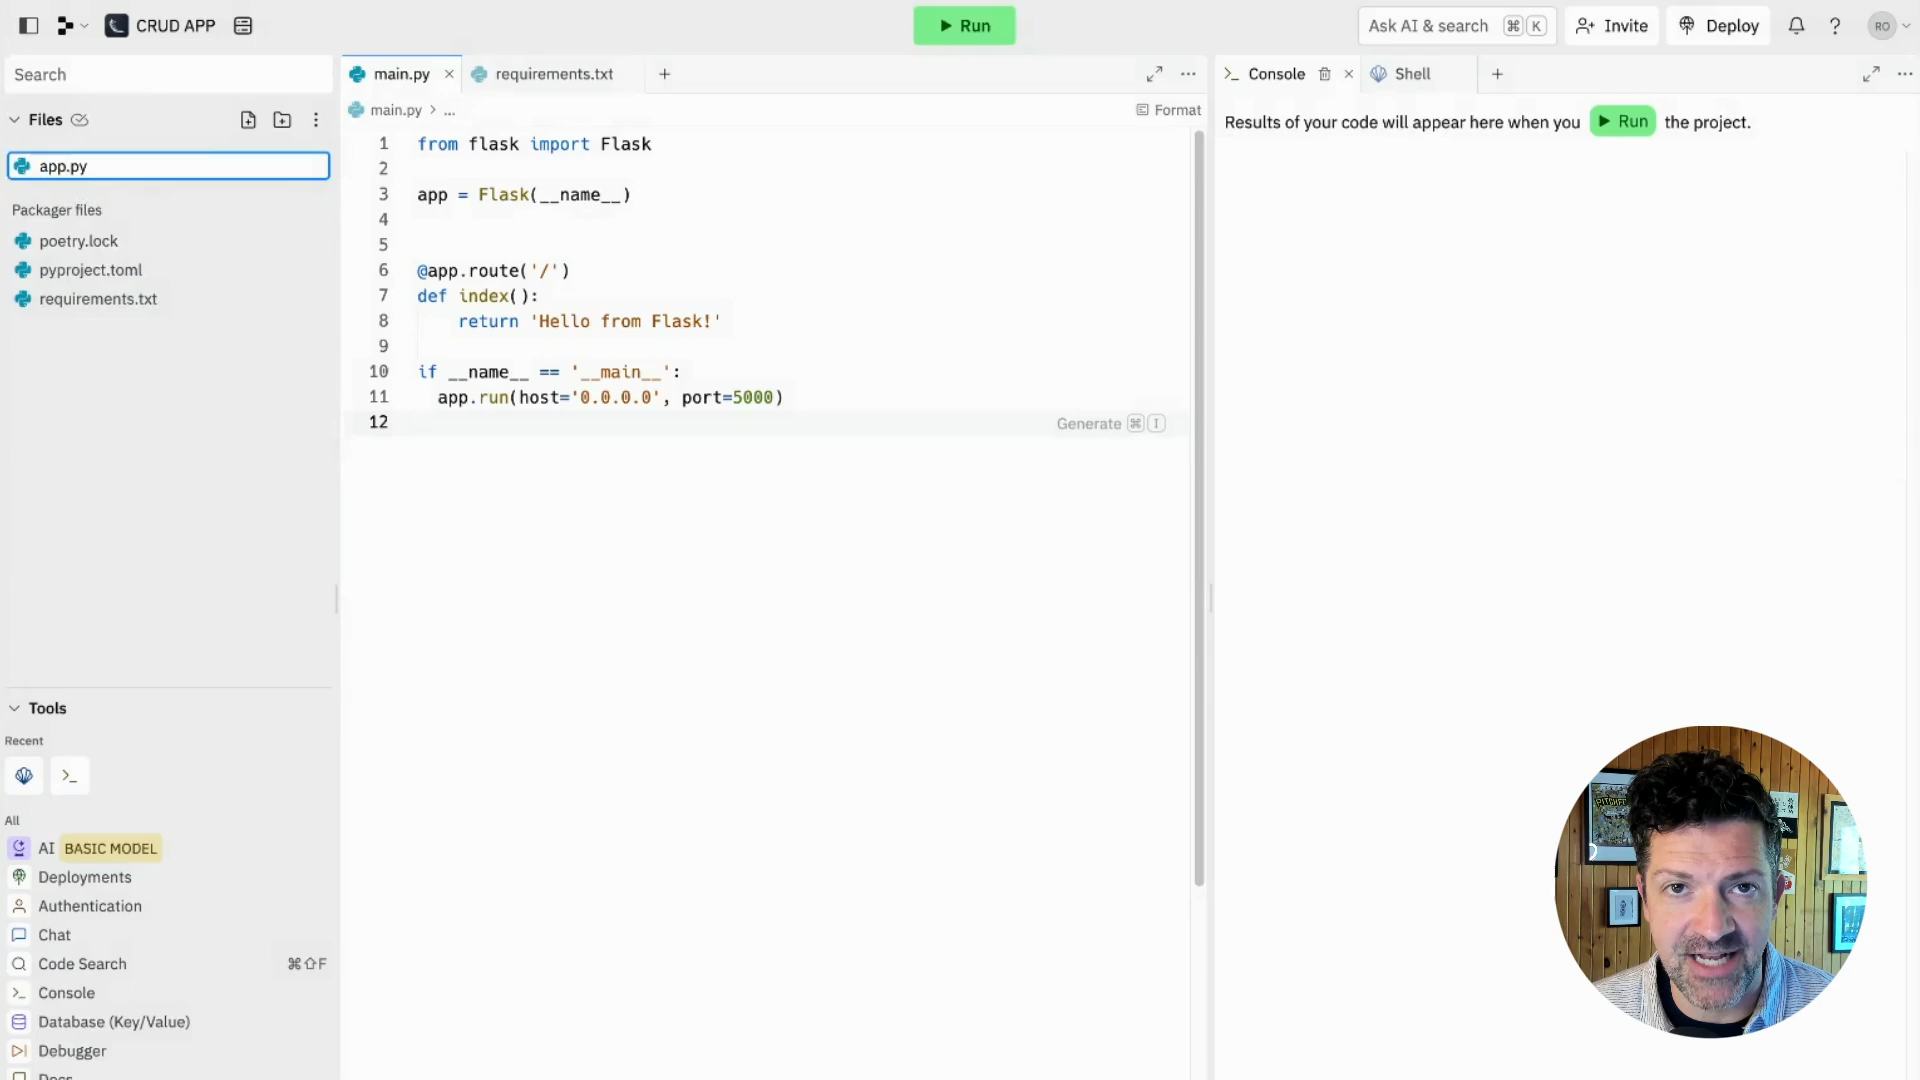 CRUD APP
Run
Ask AI & search ⌘ K
Invite
Deploy
RO
Search
Files
app.py
Packager files
poetry.lock
pyproject.toml
requirements.txt
Tools
Recent
All
AI BASIC MODEL
Deployments
Authentication
Chat
Code Search ⌘⇧F
Console
Database (Key/Value)
Debugger
Docs
main.py
requirements.txt
main.py > ...
Format
1 from flask import Flask
2
3 app = Flask(__name__)
4
5
6 @app.route('/')
7 def index():
8 return 'Hello from Flask!'
9
10 if __name__ == '__main__':
11 app.run(host='0.0.0.0', port=5000)
12
Generate ⌘ I
Console
Shell
Results of your code will appear here when you Run the project.